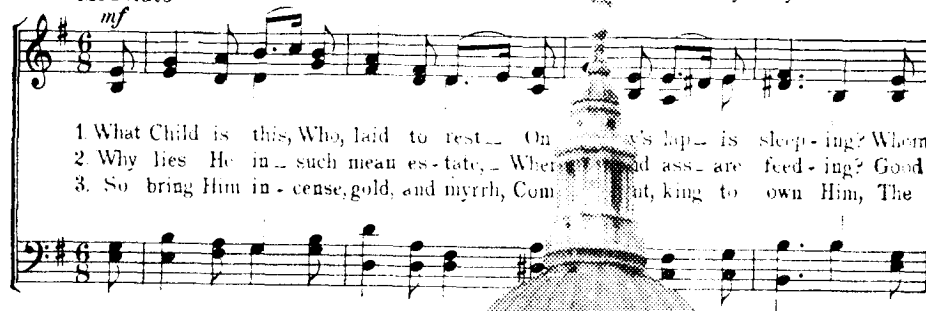 mf
1. What Child is this, Who, laid to rest On 's lap is sleep-ing? Whom
2. Why lies He in such mean es-tate, Where d ass are feed-ing? Good
3. So bring Him in-cense, gold, and myrrh, Com nt, king to own Him, The